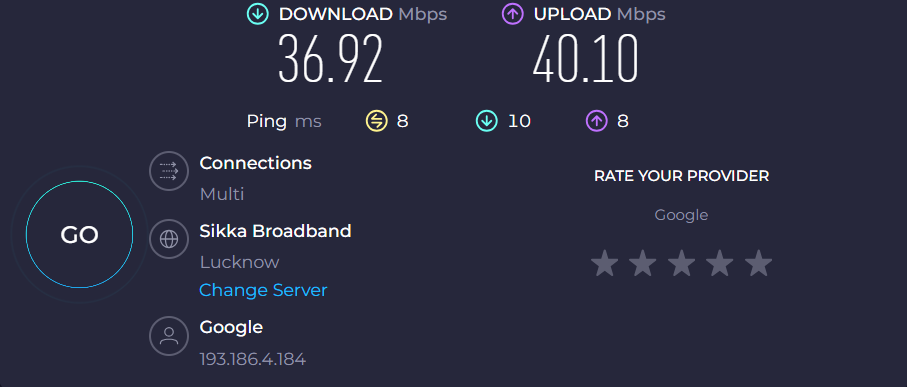 DOWNLOAD Mbps
UPLOAD Mbps
36.92
40.10
Ping ms 8 10 8
Connections
Multi
Sikka Broadband
Lucknow
Change Server
Google
193.186.4.184
GO
RATE YOUR PROVIDER
Google